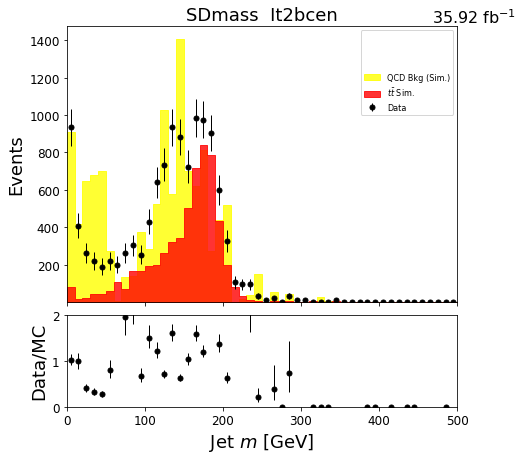 SDmass It2bcen
35.92 fb⁻¹
QCD Bkg (Sim.)
tt̄ Sim.
Data
Events
1400
1200
1000
800
600
400
200
Data/MC
2
1
0
0 100 200 300 400 500
Jet m [GeV]